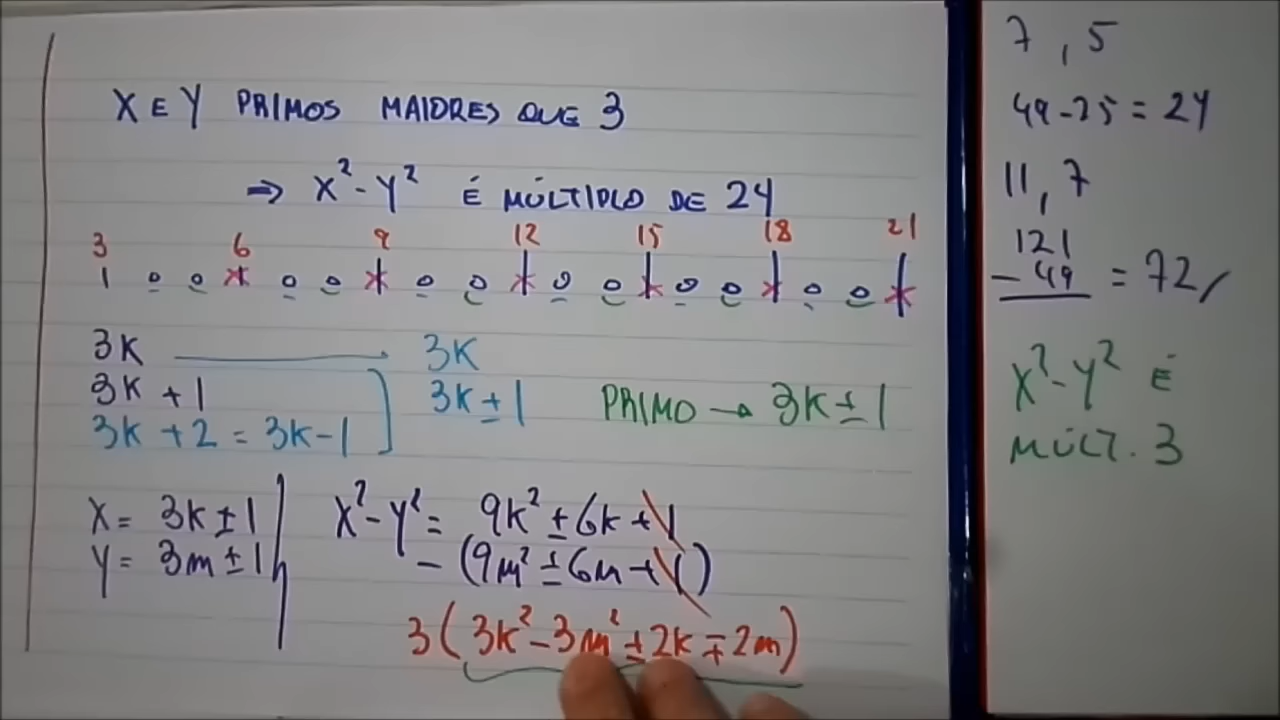 X E Y PRIMOS MAIORES QUE 3
⇒ X² - Y² É MÚLTIPLO DE 24
3 6 9 12 15 18 21
3K → 3K
3K + 1 3K ± 1 PRIMO → 3K ± 1
3K + 2 = 3K - 1
X = 3K ± 1 X² - Y² = 9K² ± 6K + 1
Y = 3m ± 1 - (9m² ± 6m + 1)
3(3K² - 3m² ± 2K ∓ 2m)
7, 5
49 - 25 = 24
11, 7
121
- 49 = 72
X² - Y² É
MÚLT. 3